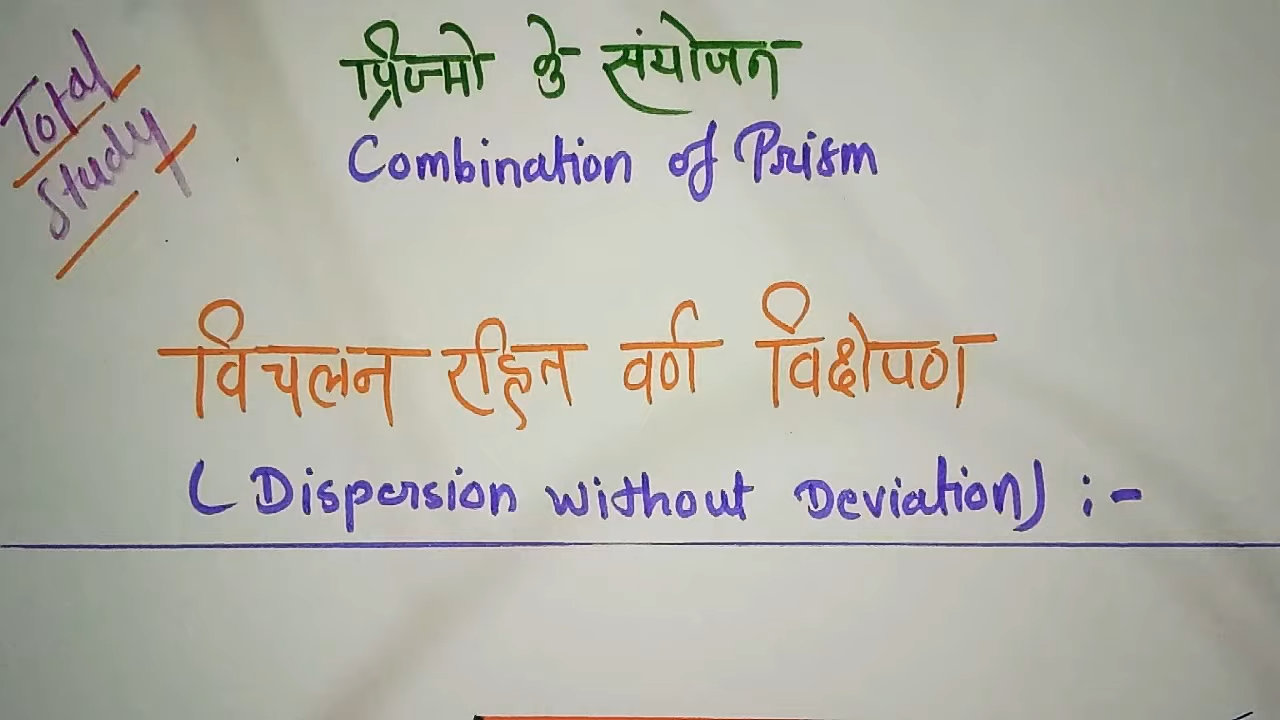 Total
Study
प्रिज्मो के संयोजन
Combination of Prism
विचलन रहित वर्ण विक्षेपण
(Dispersion without Deviation) :-